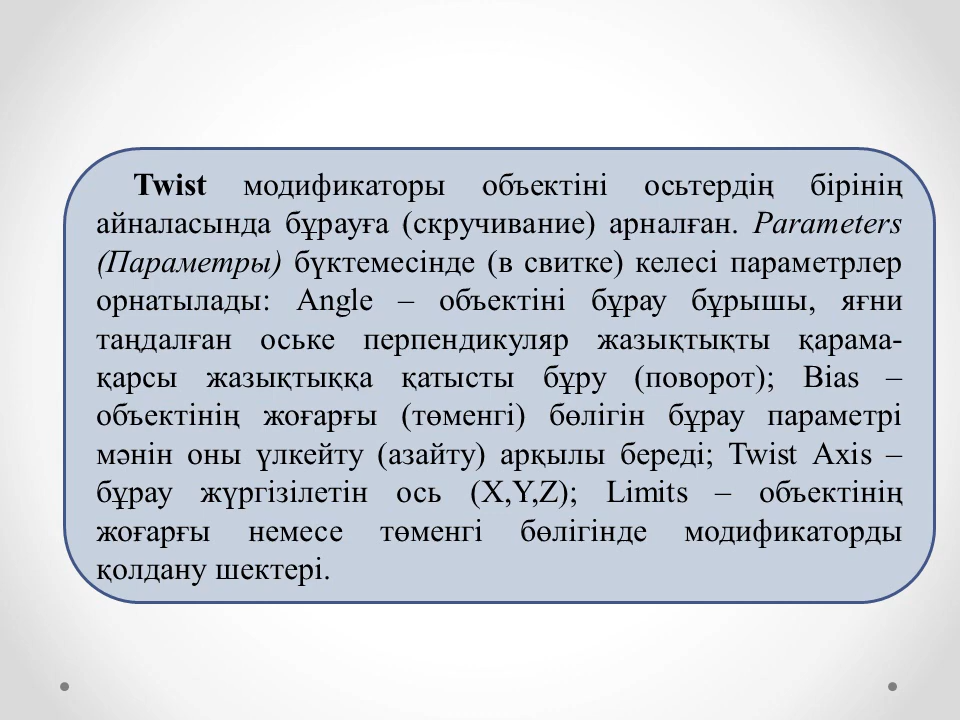 Twist модификаторы объектіні осьтердің бірінің
айналасында бұрауға (скручивание) арналған. Parameters
(Параметры) бүктемесінде (в свитке) келесі параметрлер
орнатылады: Angle – объектіні бұрау бұрышы, яғни
таңдалған оське перпендикуляр жазықтықты қарама-
қарсы жазықтыққа қатысты бұру (поворот); Bias –
объектінің жоғарғы (төменгі) бөлігін бұрау параметрі
мәнін оны үлкейту (азайту) арқылы береді; Twist Axis –
бұрау жүргізілетін ось (X,Y,Z); Limits – объектінің
жоғарғы немесе төменгі бөлігінде модификаторды
қолдану шектері.